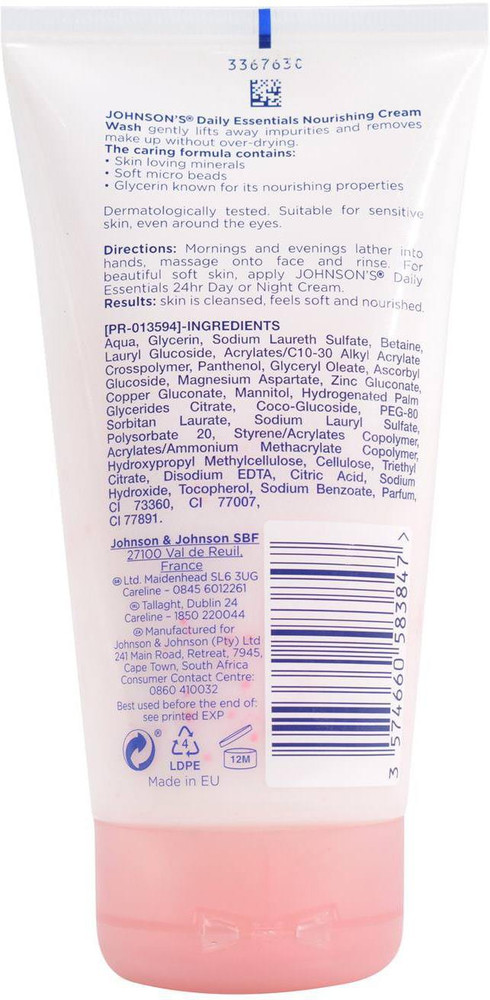 336763C
JOHNSON'S® Daily Essentials Nourishing Cream
Wash gently lifts away impurities and removes
make up without over-drying.
The caring formula contains:
• Skin loving minerals
• Soft micro beads
• Glycerin known for its nourishing properties
Dermatologically tested. Suitable for sensitive
skin, even around the eyes.
Directions: Mornings and evenings lather into
hands, massage onto face and rinse. For
beautiful soft skin, apply JOHNSON'S® Daily
Essentials 24hr Day or Night Cream.
Results: skin is cleansed, feels soft and nourished.
[PR-013594]-INGREDIENTS
Aqua, Glycerin, Sodium Laureth Sulfate, Betaine,
Lauryl Glucoside, Acrylates/C10-30 Alkyl Acrylate
Crosspolymer, Panthenol, Glyceryl Oleate, Ascorbyl
Glucoside, Magnesium Aspartate, Zinc Gluconate,
Copper Gluconate, Mannitol, Hydrogenated Palm
Glycerides Citrate, Coco-Glucoside, PEG-80
Sorbitan Laurate, Sodium Lauryl Sulfate,
Polysorbate 20, Styrene/Acrylates Copolymer,
Acrylates/Ammonium Methacrylate Copolymer,
Hydroxypropyl Methylcellulose, Cellulose, Triethyl
Citrate, Disodium EDTA, Citric Acid, Sodium
Hydroxide, Tocopherol, Sodium Benzoate, Parfum,
CI 73360, CI 77007,
CI 77891.
Johnson & Johnson SBF
27100 Val de Reuil,
France
GB Ltd. Maidenhead SL6 3UG
Careline – 0845 6012261
Tallaght, Dublin 24
Careline – 1850 220044
Manufactured for
Johnson & Johnson (Pty) Ltd
241 Main Road, Retreat, 7945,
Cape Town, South Africa
Consumer Contact Centre:
0860 410032
Best used before the end of:
see printed EXP
®
4
LDPE
12M
Made in EU
3 574660 583847 >